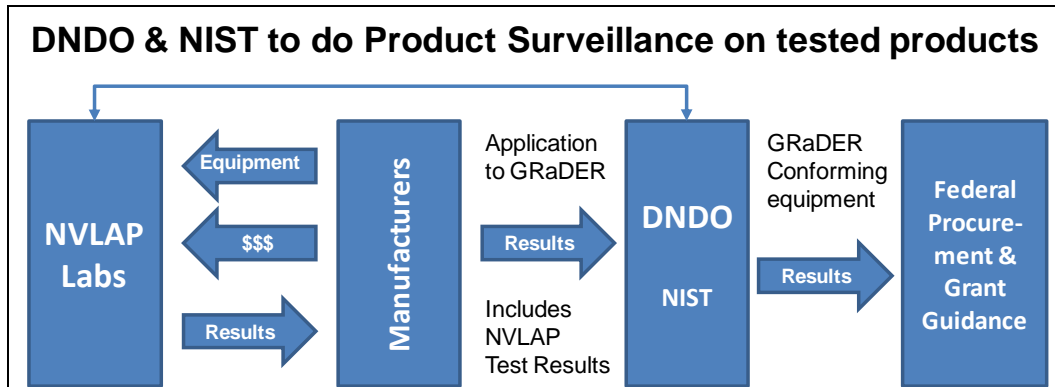 DNDO & NIST to do Product Surveillance on tested products
NVLAP
Labs
Equipment
$$$
Results
Manufacturers
Application
to GRaDER
Results
Includes
NVLAP
Test Results
DNDO
NIST
GRaDER
Conforming
equipment
Results
Federal
Procure-
ment &
Grant
Guidance